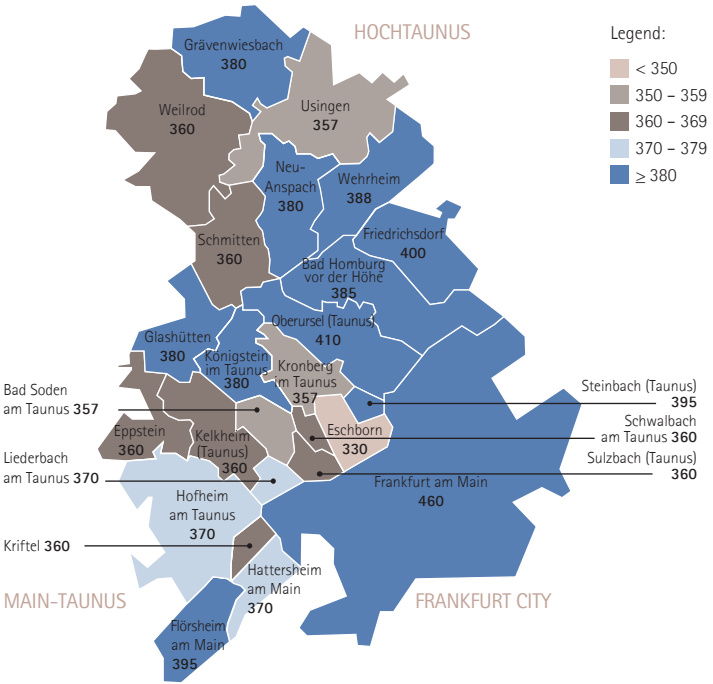 HOCHTAUNUS
Legend:
< 350
350 – 359
360 – 369
370 – 379
≥ 380
Grävenwiesbach
380
Weilrod
360
Usingen
357
Neu-
Anspach
380
Wehrheim
388
Friedrichsdorf
400
Schmitten
360
Bad Homburg
vor der Höhe
385
Oberursel (Taunus)
410
Glashütten
380
Königstein
im Taunus
380
Kronberg
im Taunus
357
Bad Soden
am Taunus 357
Steinbach (Taunus)
395
Schwalbach
am Taunus 360
Eschborn
330
Eppstein
360
Kelkheim
(Taunus)
360
Liederbach
am Taunus 370
Sulzbach (Taunus)
360
Frankfurt am Main
460
Hofheim
am Taunus
370
Kriftel 360
Hattersheim
am Main
370
MAIN-TAUNUS
FRANKFURT CITY
Flörsheim
am Main
395